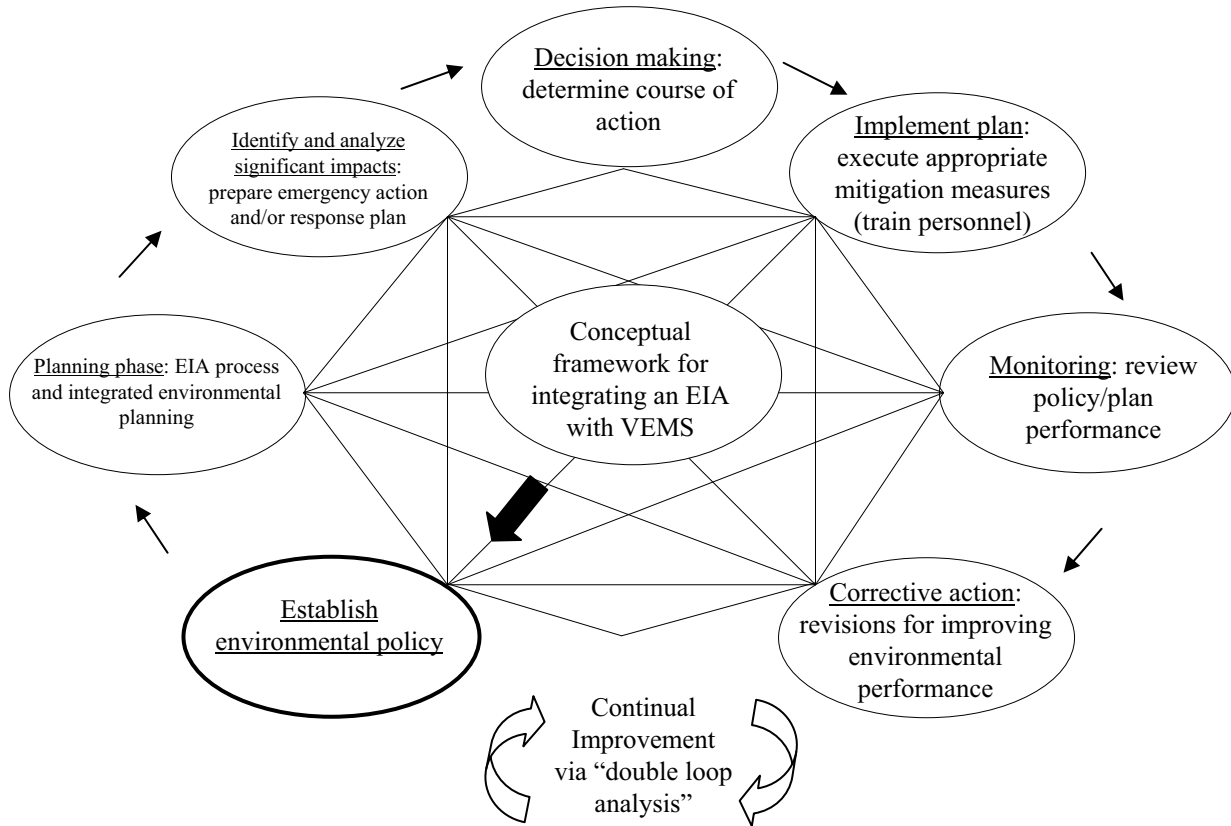 Decision making:
determine course of
action
Identify and analyze
significant impacts:
prepare emergency action
and/or response plan
Implement plan:
execute appropriate
mitigation measures
(train personnel)
Conceptual
framework for
integrating an EIA
with VEMS
Planning phase: EIA process
and integrated environmental
planning
Monitoring: review
policy/plan
performance
Establish
environmental policy
Corrective action:
revisions for improving
environmental
performance
Continual
Improvement
via “double loop
analysis”